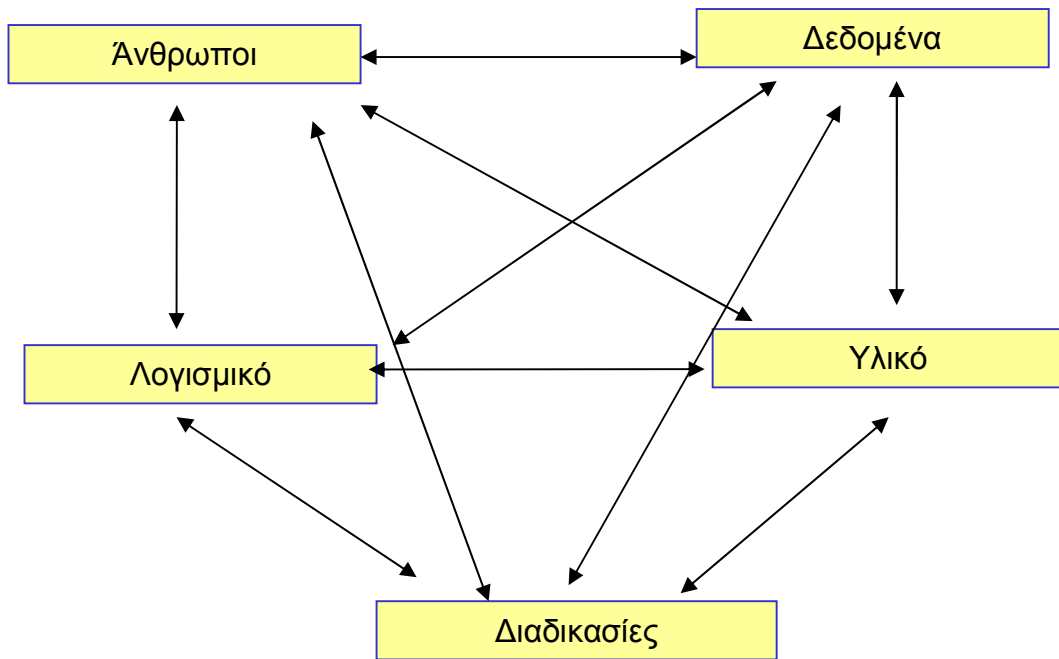 Άνθρωποι
Δεδομένα
Λογισμικό
Υλικό
Διαδικασίες